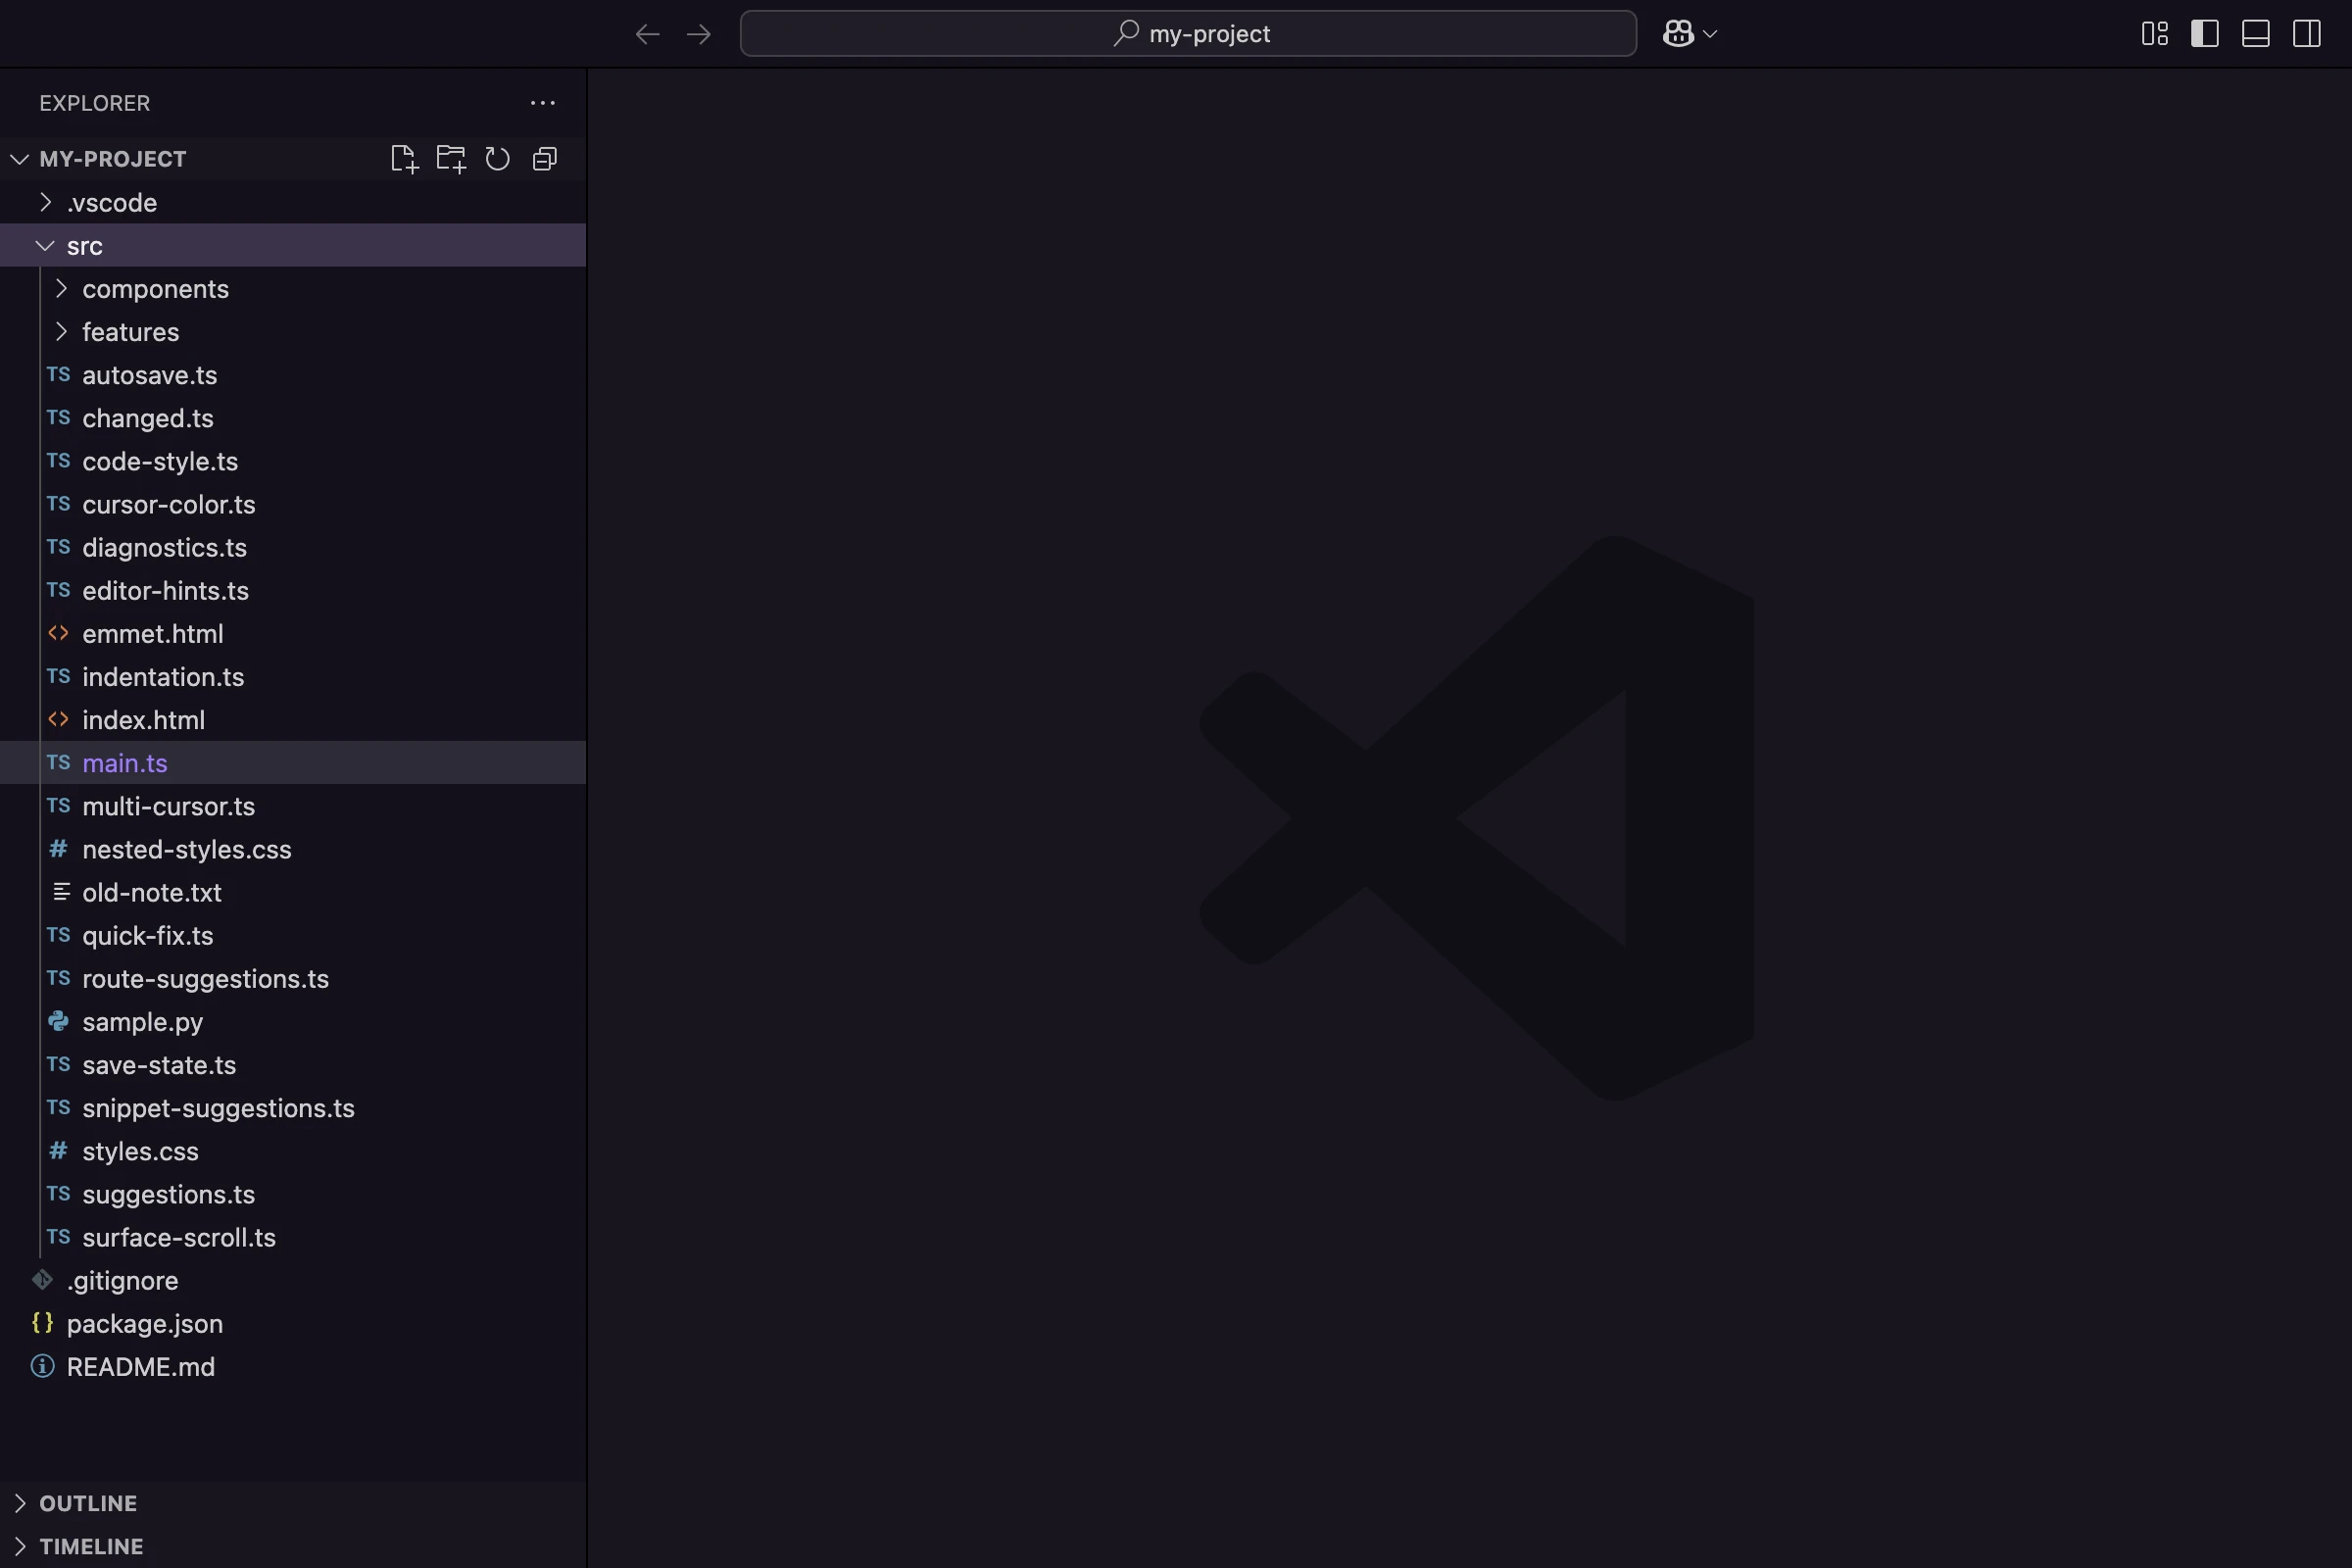 my-project
EXPLORER
MY-PROJECT
.vscode
src
components
features
TS autosave.ts
TS changed.ts
TS code-style.ts
TS cursor-color.ts
TS diagnostics.ts
TS editor-hints.ts
<> emmet.html
TS indentation.ts
<> index.html
TS main.ts
TS multi-cursor.ts
# nested-styles.css
old-note.txt
TS quick-fix.ts
TS route-suggestions.ts
sample.py
TS save-state.ts
TS snippet-suggestions.ts
# styles.css
TS suggestions.ts
TS surface-scroll.ts
.gitignore
{} package.json
README.md
OUTLINE
TIMELINE